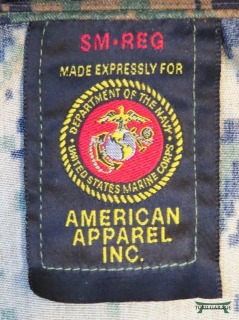 SM·REG
MADE EXPRESSLY FOR
DEPARTMENT OF THE NAVY
UNITED STATES MARINE CORPS
AMERICAN
APPAREL
INC.